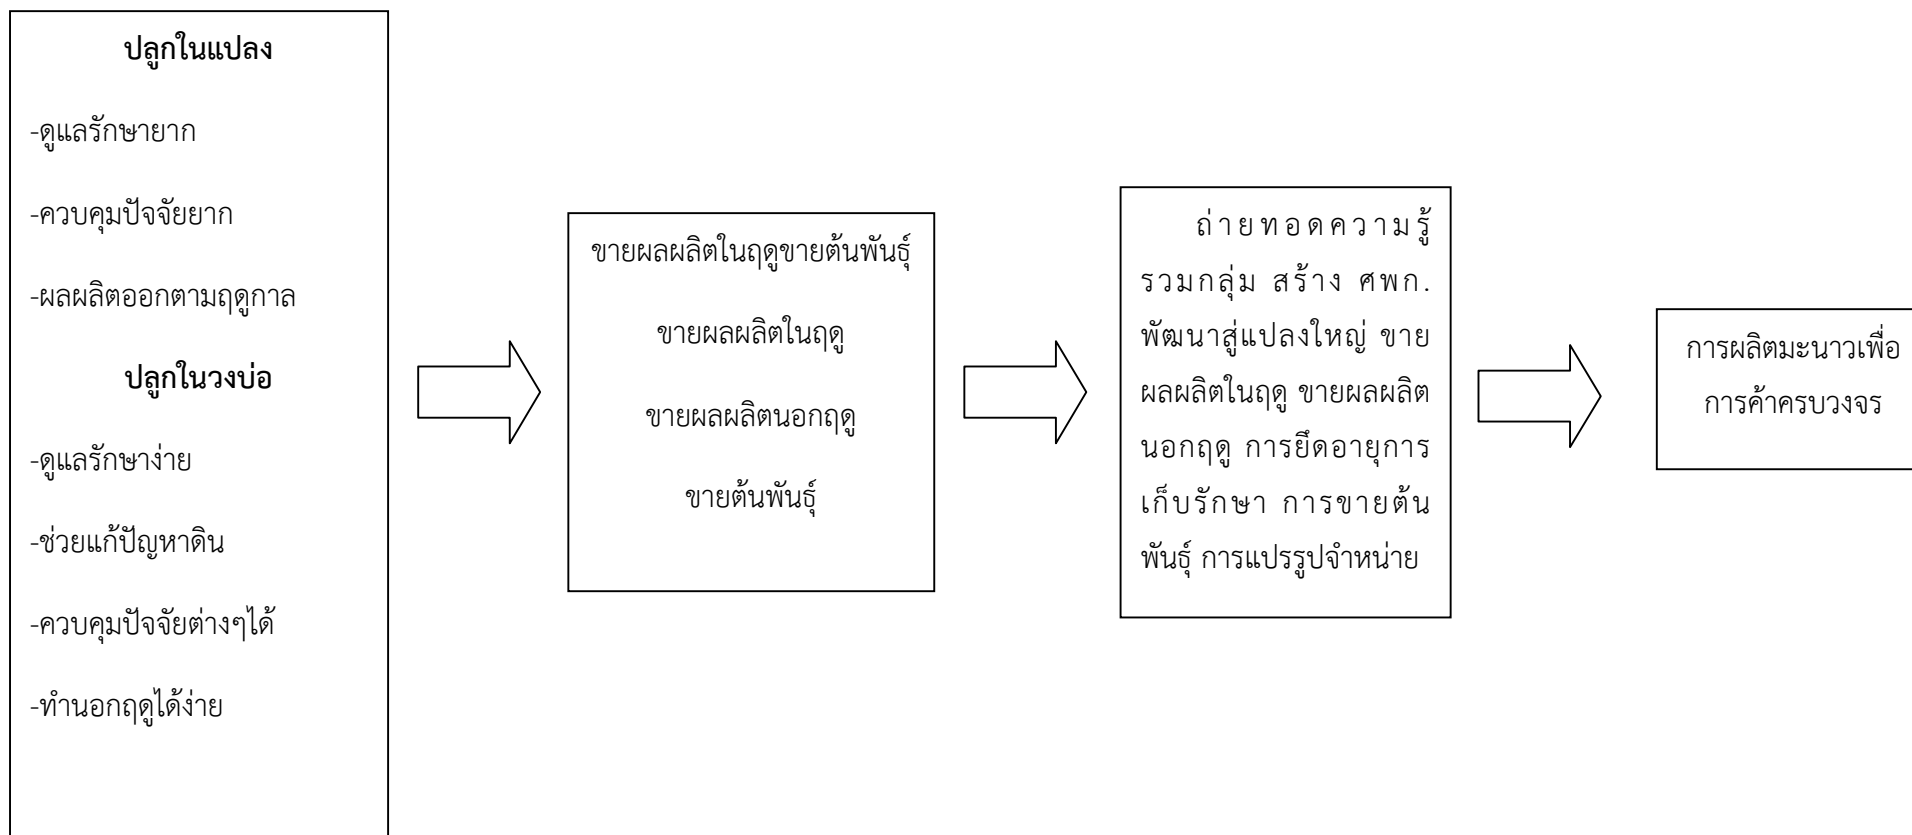 ปลูกในแปลง
-ดูแลรักษายาก
-ควบคุมปัจจัยยาก
-ผลผลิตออกตามฤดูกาล
ปลูกในวงบ่อ
-ดูแลรักษาง่าย
-ช่วยแก้ปัญหาดิน
-ควบคุมปัจจัยต่างๆได้
-ทำนอกฤดูได้ง่าย
ขายผลผลิตในฤดูขายต้นพันธุ์
ขายผลผลิตในฤดู
ขายผลผลิตนอกฤดู
ขายต้นพันธุ์
ถ่ายทอดความรู้
รวมกลุ่ม สร้าง ศพก.
พัฒนาสู่แปลงใหญ่ ขาย
ผลผลิตในฤดู ขายผลผลิต
นอกฤดู การยึดอายุการ
เก็บรักษา การขายต้น
พันธุ์ การแปรรูปจำหน่าย
การผลิตมะนาวเพื่อ
การค้าครบวงจร